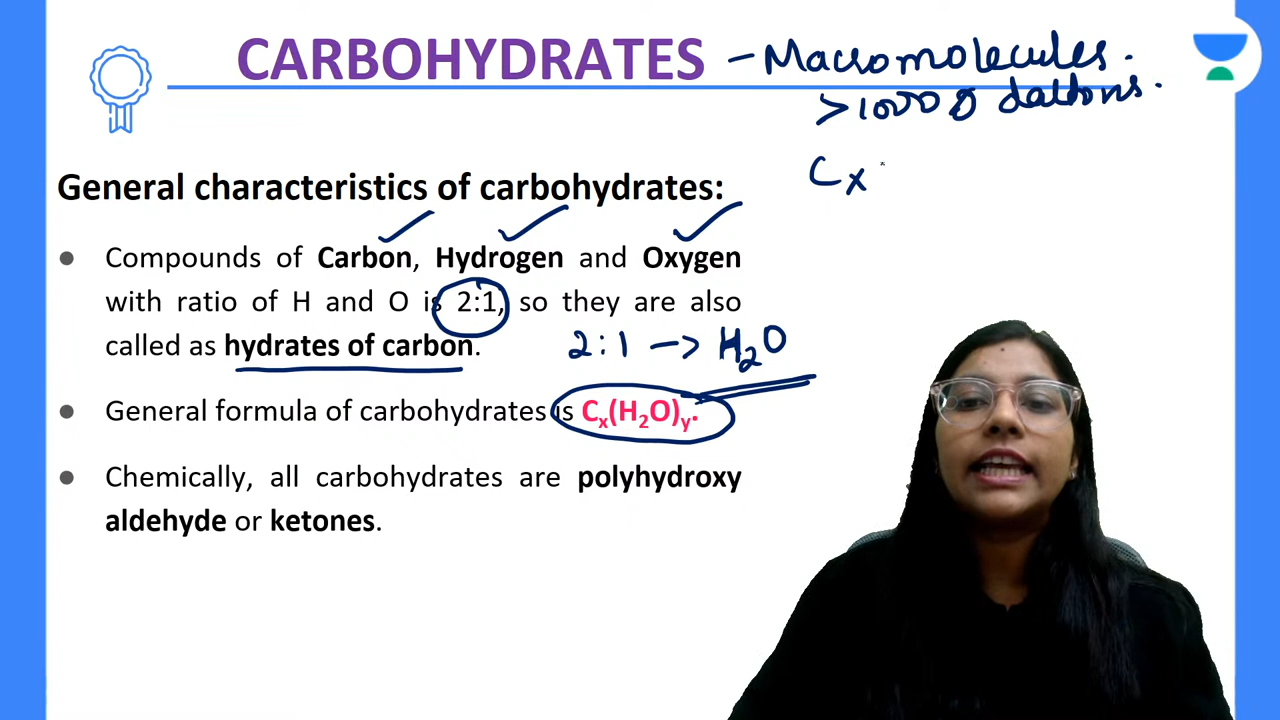 CARBOHYDRATES - Macromolecules.
>10000 daltons.
Cx
General characteristics of carbohydrates:
● Compounds of Carbon, Hydrogen and Oxygen
with ratio of H and O is 2:1, so they are also
called as hydrates of carbon.
2:1 -> H₂O
● General formula of carbohydrates is Cₓ(H₂O)ᵧ.
● Chemically, all carbohydrates are polyhydroxy
aldehyde or ketones.